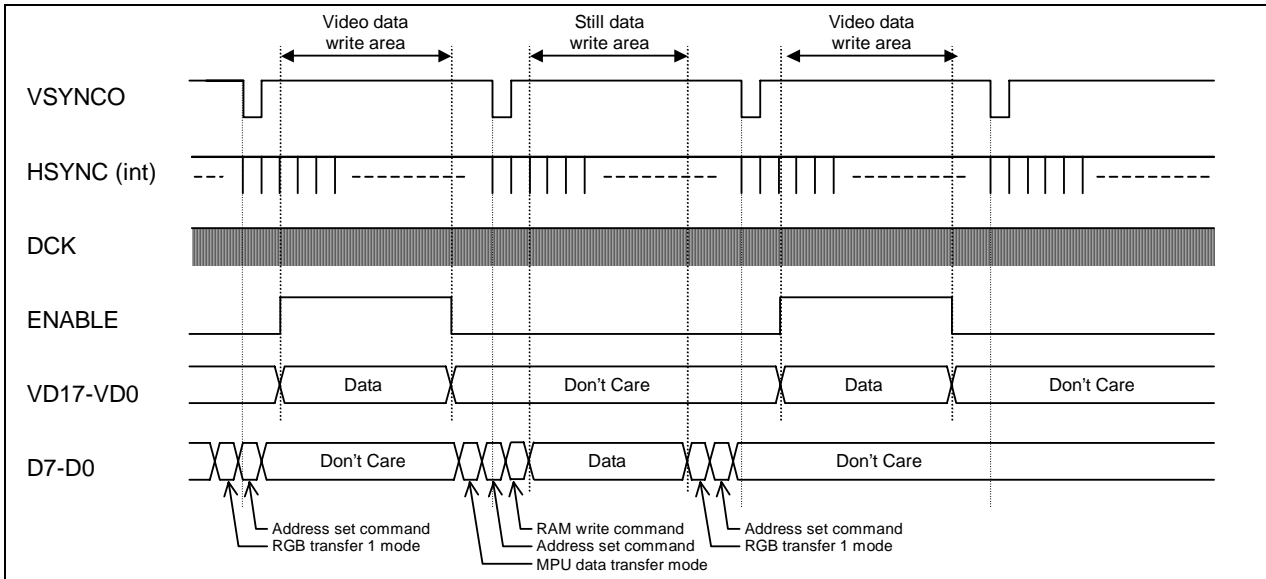 Video data
write area
Still data
write area
Video data
write area
VSYNCO
HSYNC (int)
DCK
ENABLE
VD17-VD0
Data
Don't Care
Data
Don't Care
D7-D0
Don't Care
Data
Don't Care
Address set command
RGB transfer 1 mode
RAM write command
Address set command
MPU data transfer mode
Address set command
RGB transfer 1 mode